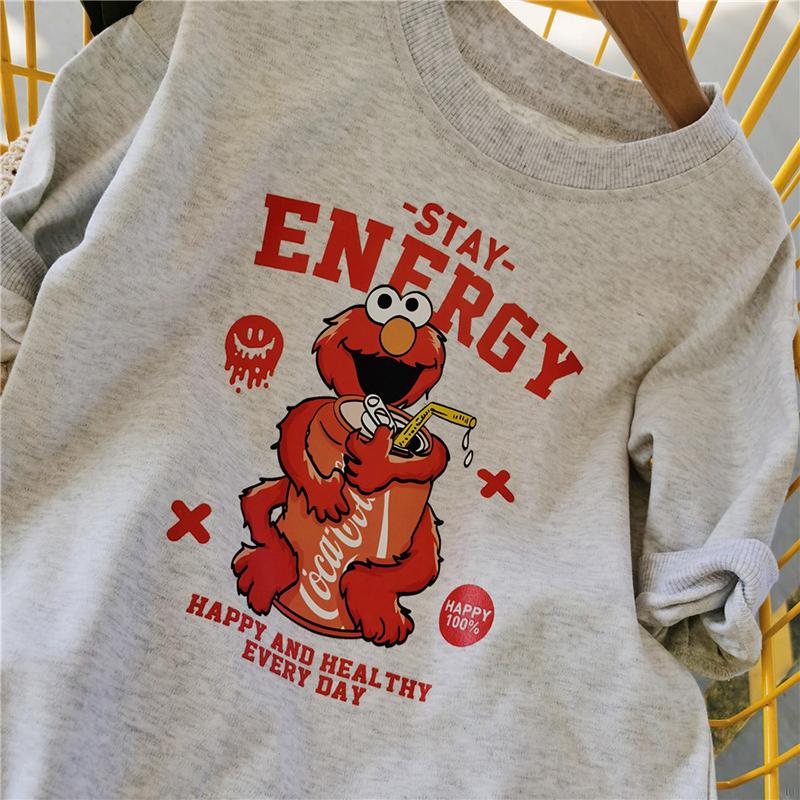 -STAY-
ENERGY
Coca-Cola
HAPPY
100%
HAPPY AND HEALTHY
EVERY DAY